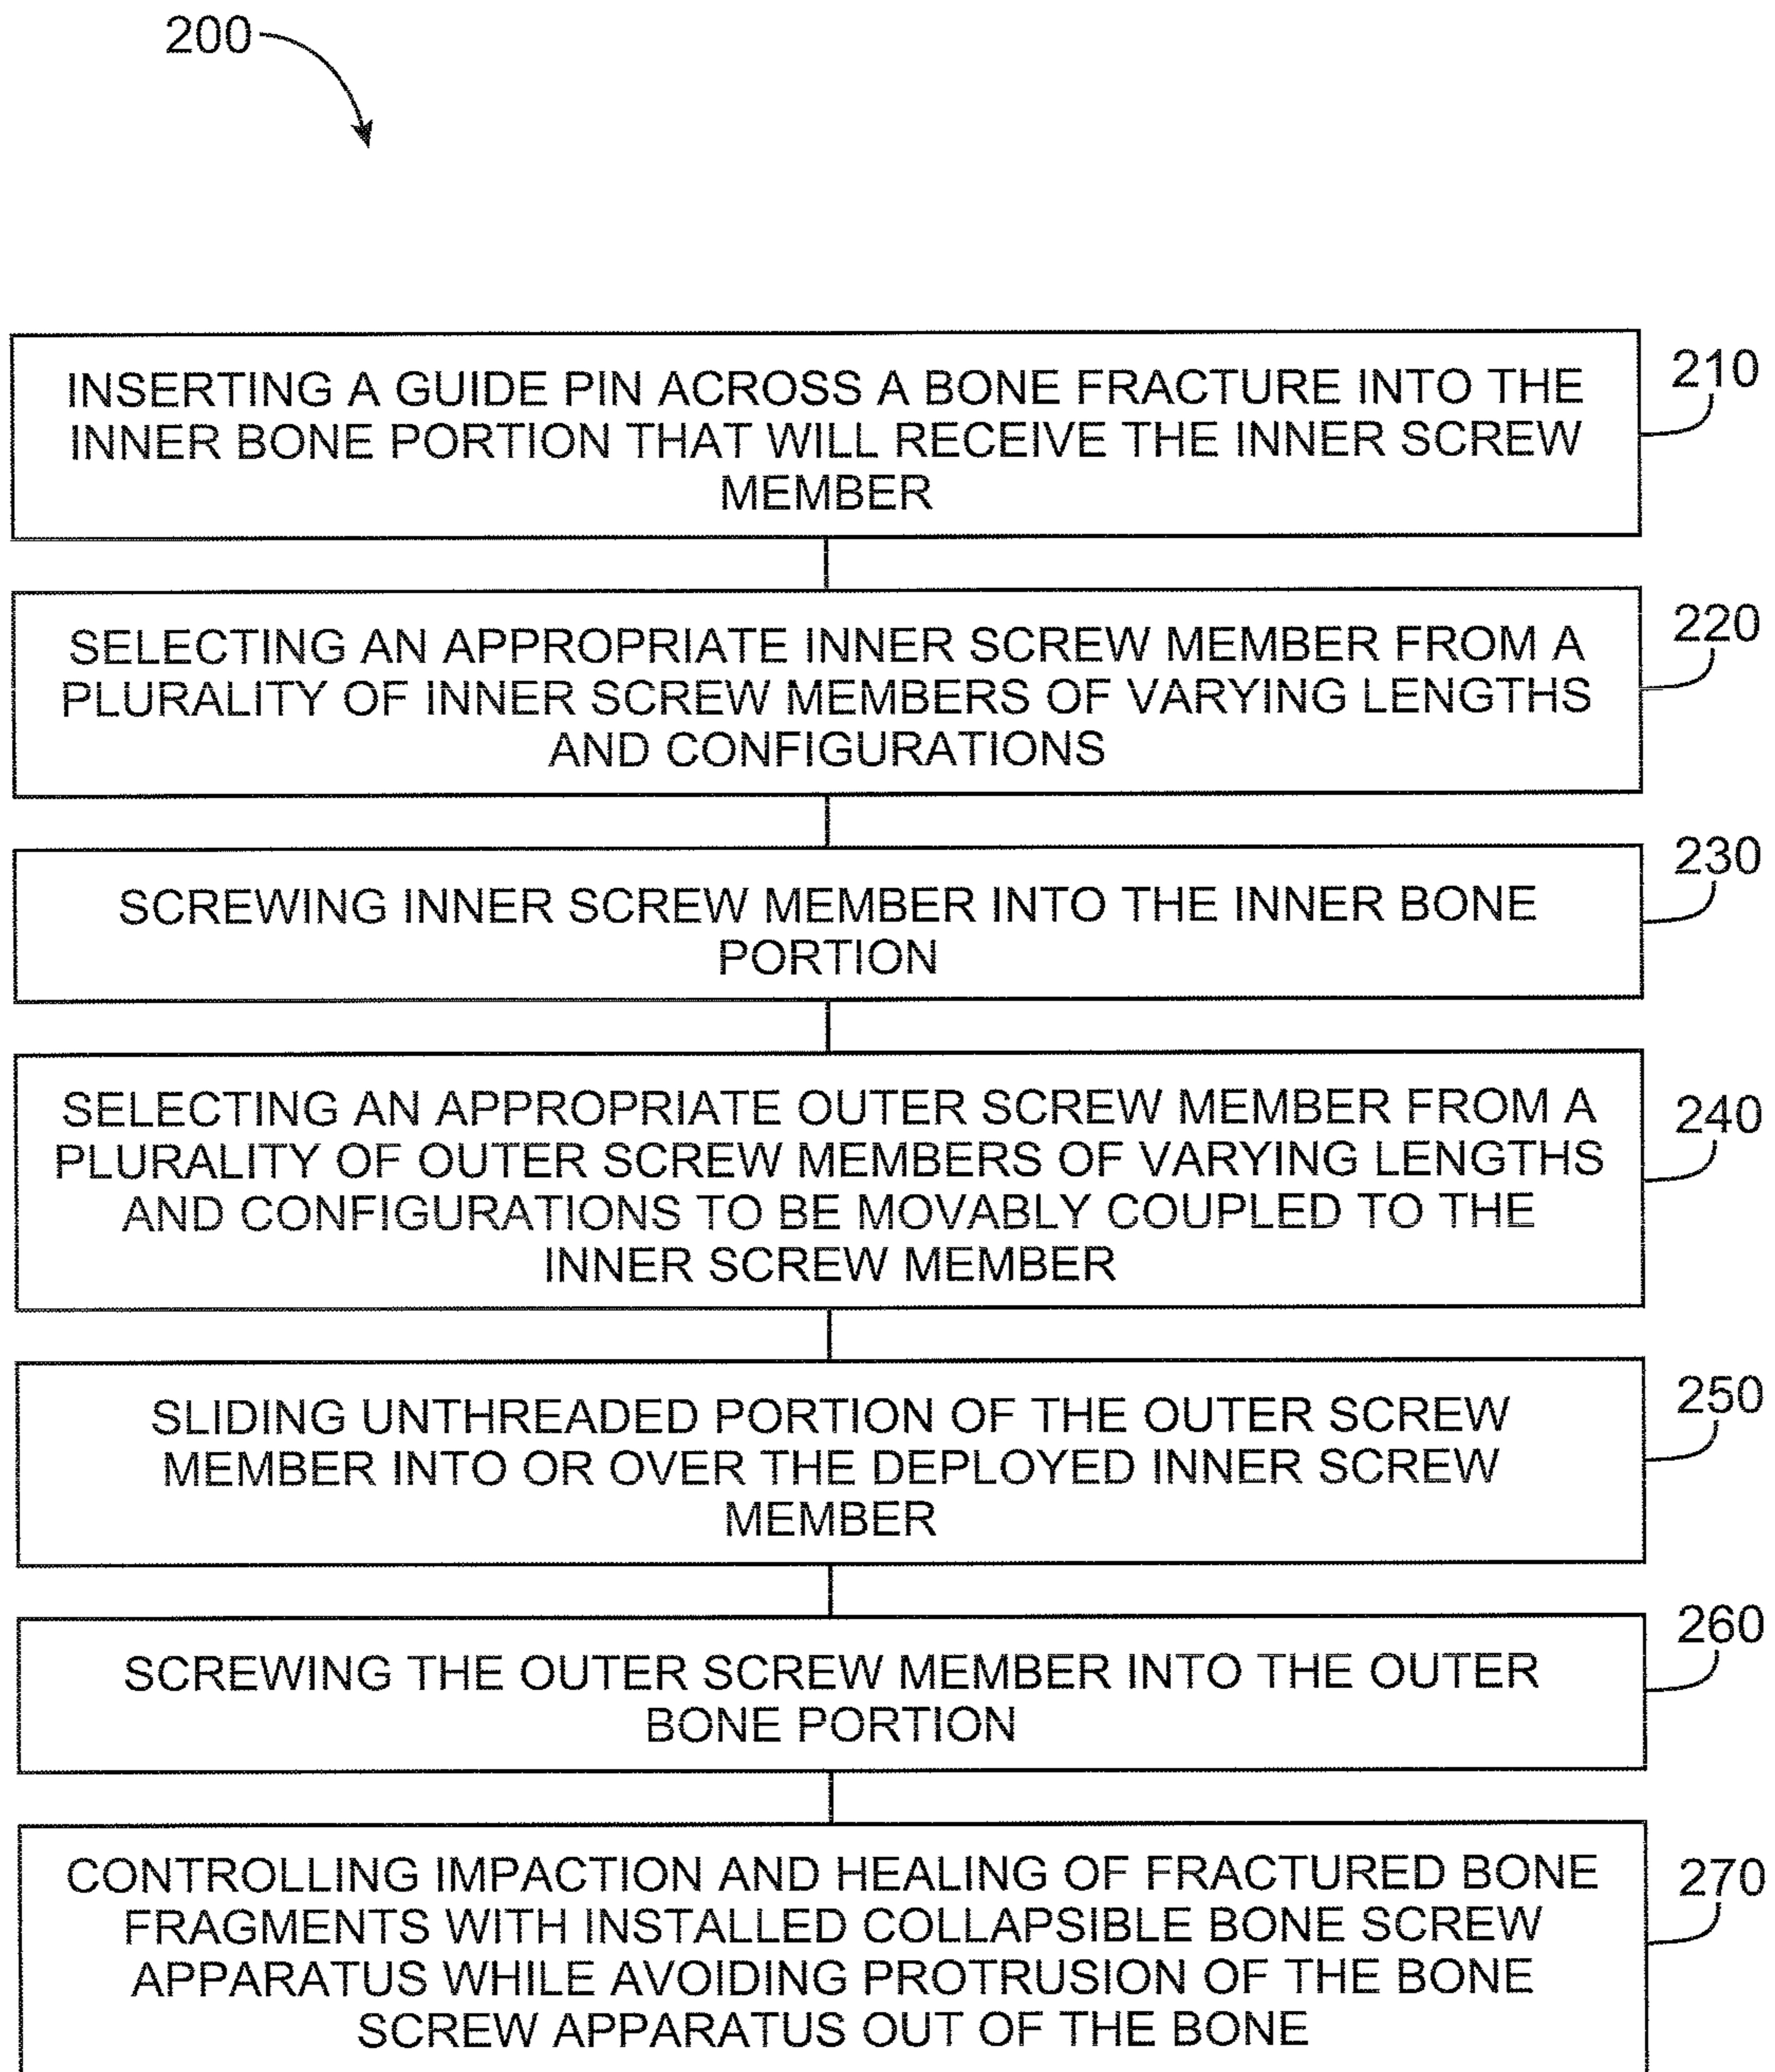 200
INSERTING A GUIDE PIN ACROSS A BONE FRACTURE INTO THE
INNER BONE PORTION THAT WILL RECEIVE THE INNER SCREW
MEMBER
210
SELECTING AN APPROPRIATE INNER SCREW MEMBER FROM A
PLURALITY OF INNER SCREW MEMBERS OF VARYING LENGTHS
AND CONFIGURATIONS
220
SCREWING INNER SCREW MEMBER INTO THE INNER BONE
PORTION
230
SELECTING AN APPROPRIATE OUTER SCREW MEMBER FROM A
PLURALITY OF OUTER SCREW MEMBERS OF VARYING LENGTHS
AND CONFIGURATIONS TO BE MOVABLY COUPLED TO THE
INNER SCREW MEMBER
240
SLIDING UNTHREADED PORTION OF THE OUTER SCREW
MEMBER INTO OR OVER THE DEPLOYED INNER SCREW
MEMBER
250
SCREWING THE OUTER SCREW MEMBER INTO THE OUTER
BONE PORTION
260
CONTROLLING IMPACTION AND HEALING OF FRACTURED BONE
FRAGMENTS WITH INSTALLED COLLAPSIBLE BONE SCREW
APPARATUS WHILE AVOIDING PROTRUSION OF THE BONE
SCREW APPARATUS OUT OF THE BONE
270